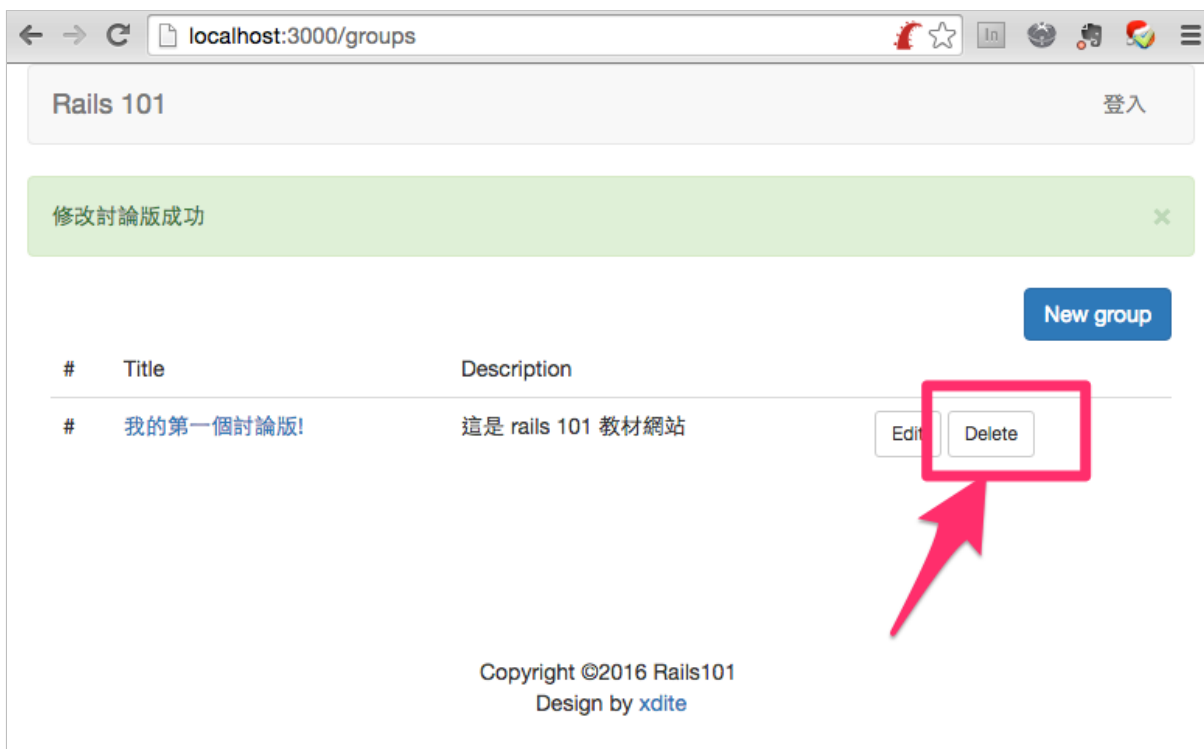 localhost:3000/groups
In
Rails 101 登入
修改討論版成功 ×
New group
# Title Description
# 我的第一個討論版! 這是 rails 101 教材網站 Edit Delete
Copyright ©2016 Rails101
Design by xdite